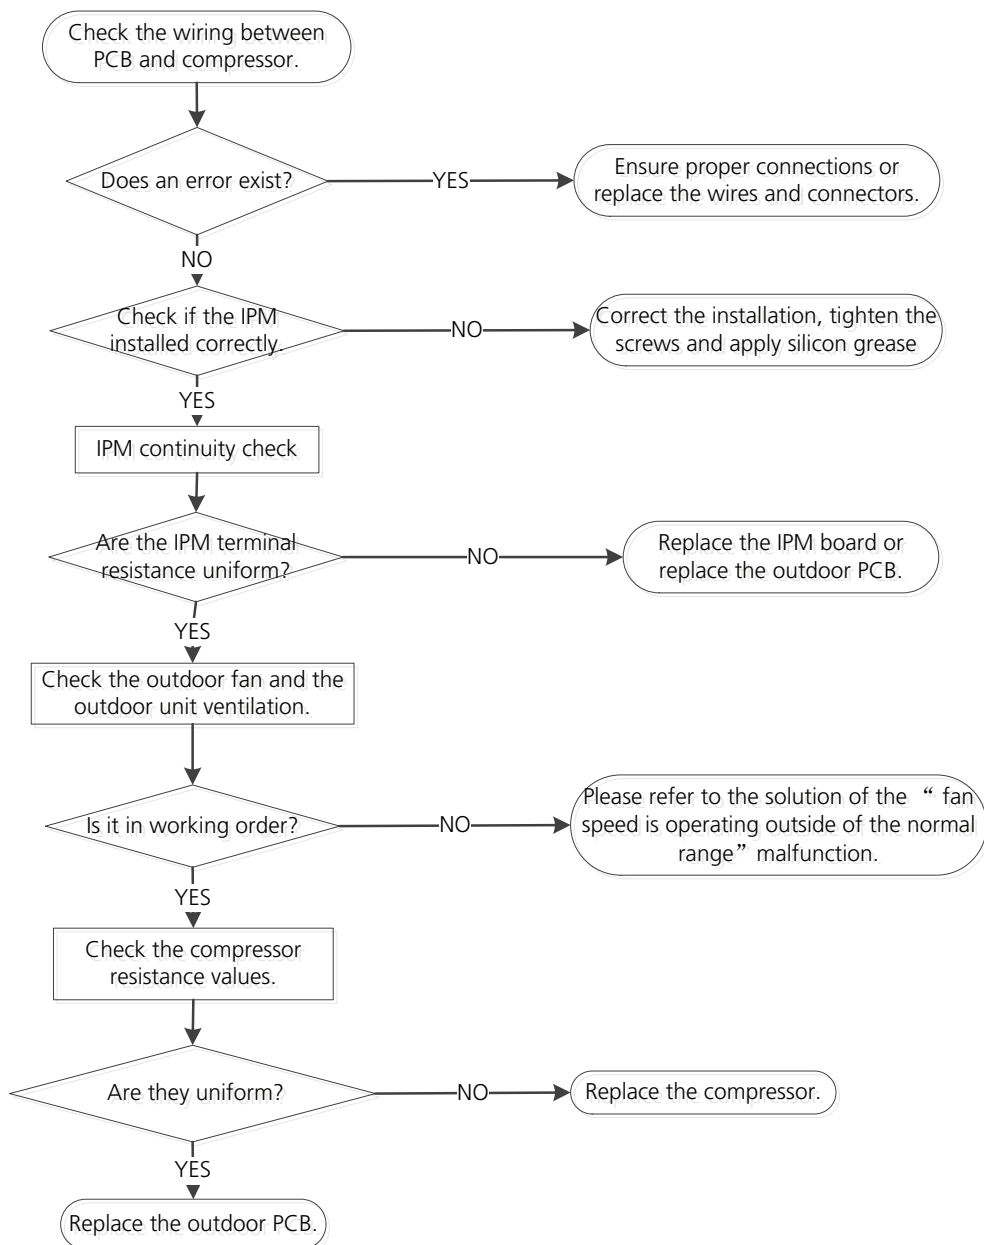 Check the wiring between
PCB and compressor.
Does an error exist?
YES
Ensure proper connections or
replace the wires and connectors.
NO
Check if the IPM
installed correctly.
NO
Correct the installation, tighten the
screws and apply silicon grease
YES
IPM continuity check
Are the IPM terminal
resistance uniform?
NO
Replace the IPM board or
replace the outdoor PCB.
YES
Check the outdoor fan and the
outdoor unit ventilation.
Is it in working order?
NO
Please refer to the solution of the “ fan
speed is operating outside of the normal
range” malfunction.
YES
Check the compressor
resistance values.
Are they uniform?
NO
Replace the compressor.
YES
Replace the outdoor PCB.